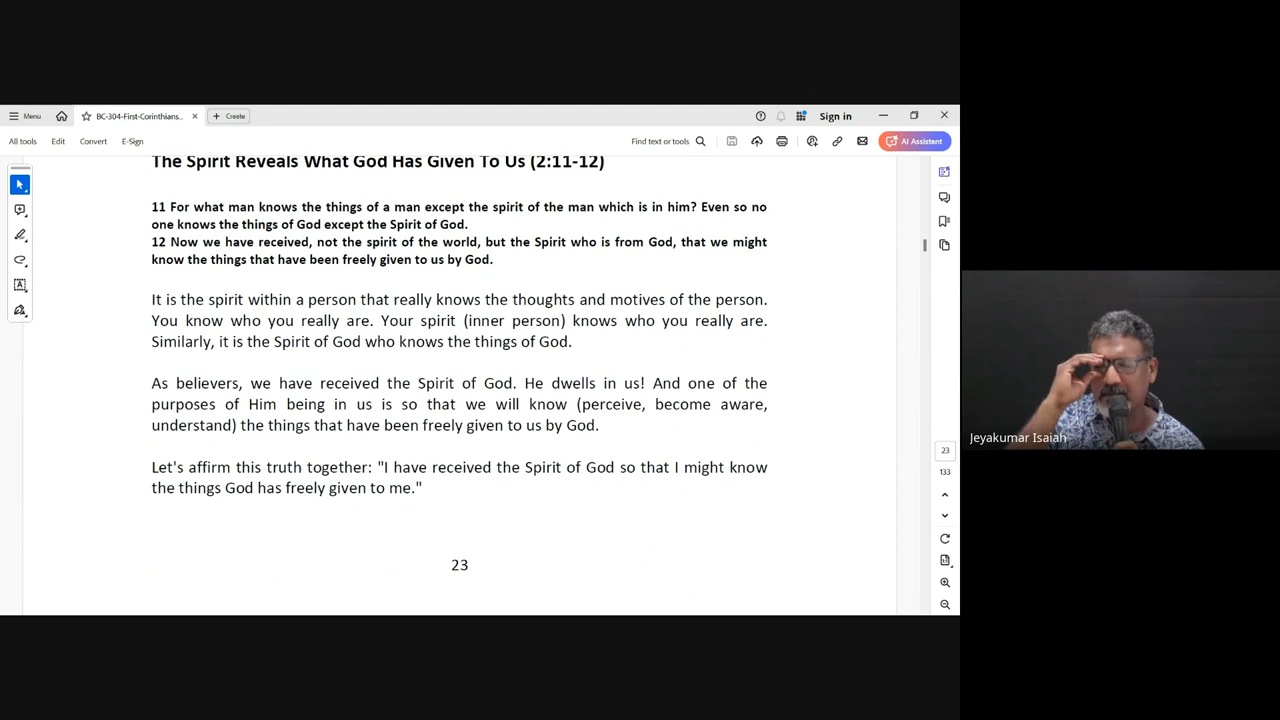 Menu
BC-304-First-Corinthians...
Create
Sign in
All tools
Edit
Convert
E-Sign
Find text or tools
AI Assistant
The Spirit Reveals What God Has Given To Us (2:11-12)
11 For what man knows the things of a man except the spirit of the man which is in him? Even so no
one knows the things of God except the Spirit of God.
12 Now we have received, not the spirit of the world, but the Spirit who is from God, that we might
know the things that have been freely given to us by God.
It is the spirit within a person that really knows the thoughts and motives of the person.
You know who you really are. Your spirit (inner person) knows who you really are.
Similarly, it is the Spirit of God who knows the things of God.
As believers, we have received the Spirit of God. He dwells in us! And one of the
purposes of Him being in us is so that we will know (perceive, become aware,
understand) the things that have been freely given to us by God.
Let's affirm this truth together: "I have received the Spirit of God so that I might know
the things God has freely given to me."
23
23
133
Jeyakumar Isaiah